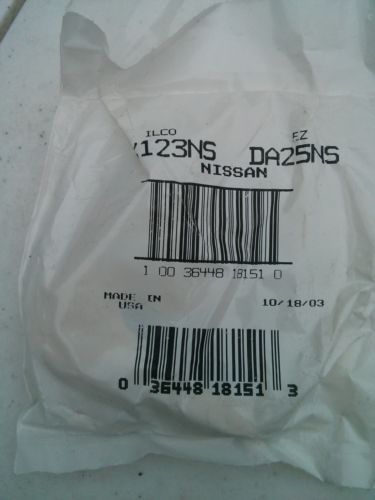 ILCO EZ
123NS DA25NS
NISSAN
1 00 36448 18151 0
MADE IN
USA
10/18/03
0 36448 18151 3